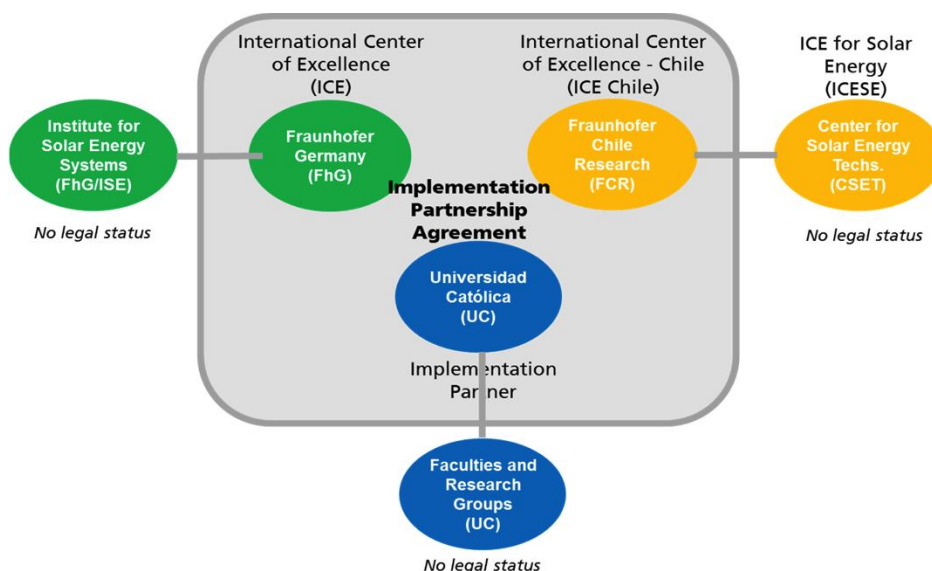 International Center
of Excellence
(ICE)
International Center
of Excellence - Chile
(ICE Chile)
ICE for Solar
Energy
(ICESE)
Institute for
Solar Energy
Systems
(FhG/ISE)
No legal status
Fraunhofer
Germany
(FhG)
Fraunhofer
Chile
Research
(FCR)
Center for
Solar Energy
Techs.
(CSET)
No legal status
Implementation
Partnership
Agreement
Universidad
Católica
(UC)
Implementation
Partner
Faculties and
Research
Groups
(UC)
No legal status